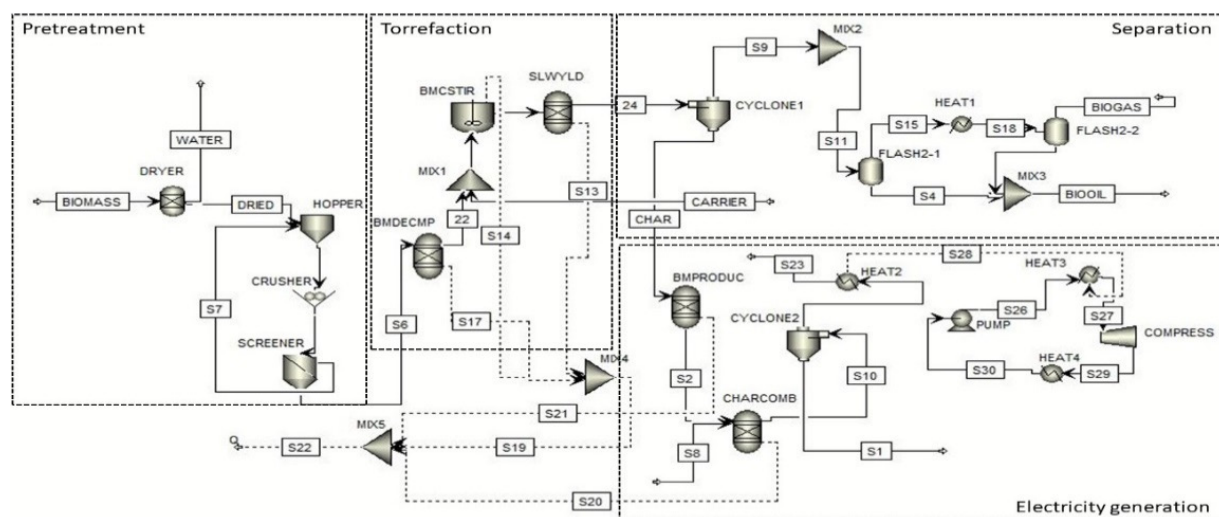 Pretreatment
WATER
DRYER
BIOMASS
DRIED
HOPPER
CRUSHER
S7
SCREENER
Torrefaction
BMCSTIR
SLWYLD
MIX1
22
BMDECMP
S14
S13
S17
S6
24
Separation
S9
MIX2
CYCLONE1
S11
S15
HEAT1
S18
BIOGAS
FLASH2-2
FLASH2-1
S4
MIX3
BIOOIL
CARRIER
CHAR
BMPRODUC
S23
HEAT2
S28
HEAT3
CYCLONE2
S26
PUMP
S27
COMPRESS
S30
HEAT4
S29
S2
S10
CHARCOMB
S8
S1
MIX4
S21
MIX5
S19
Q
S22
S20
Electricity generation